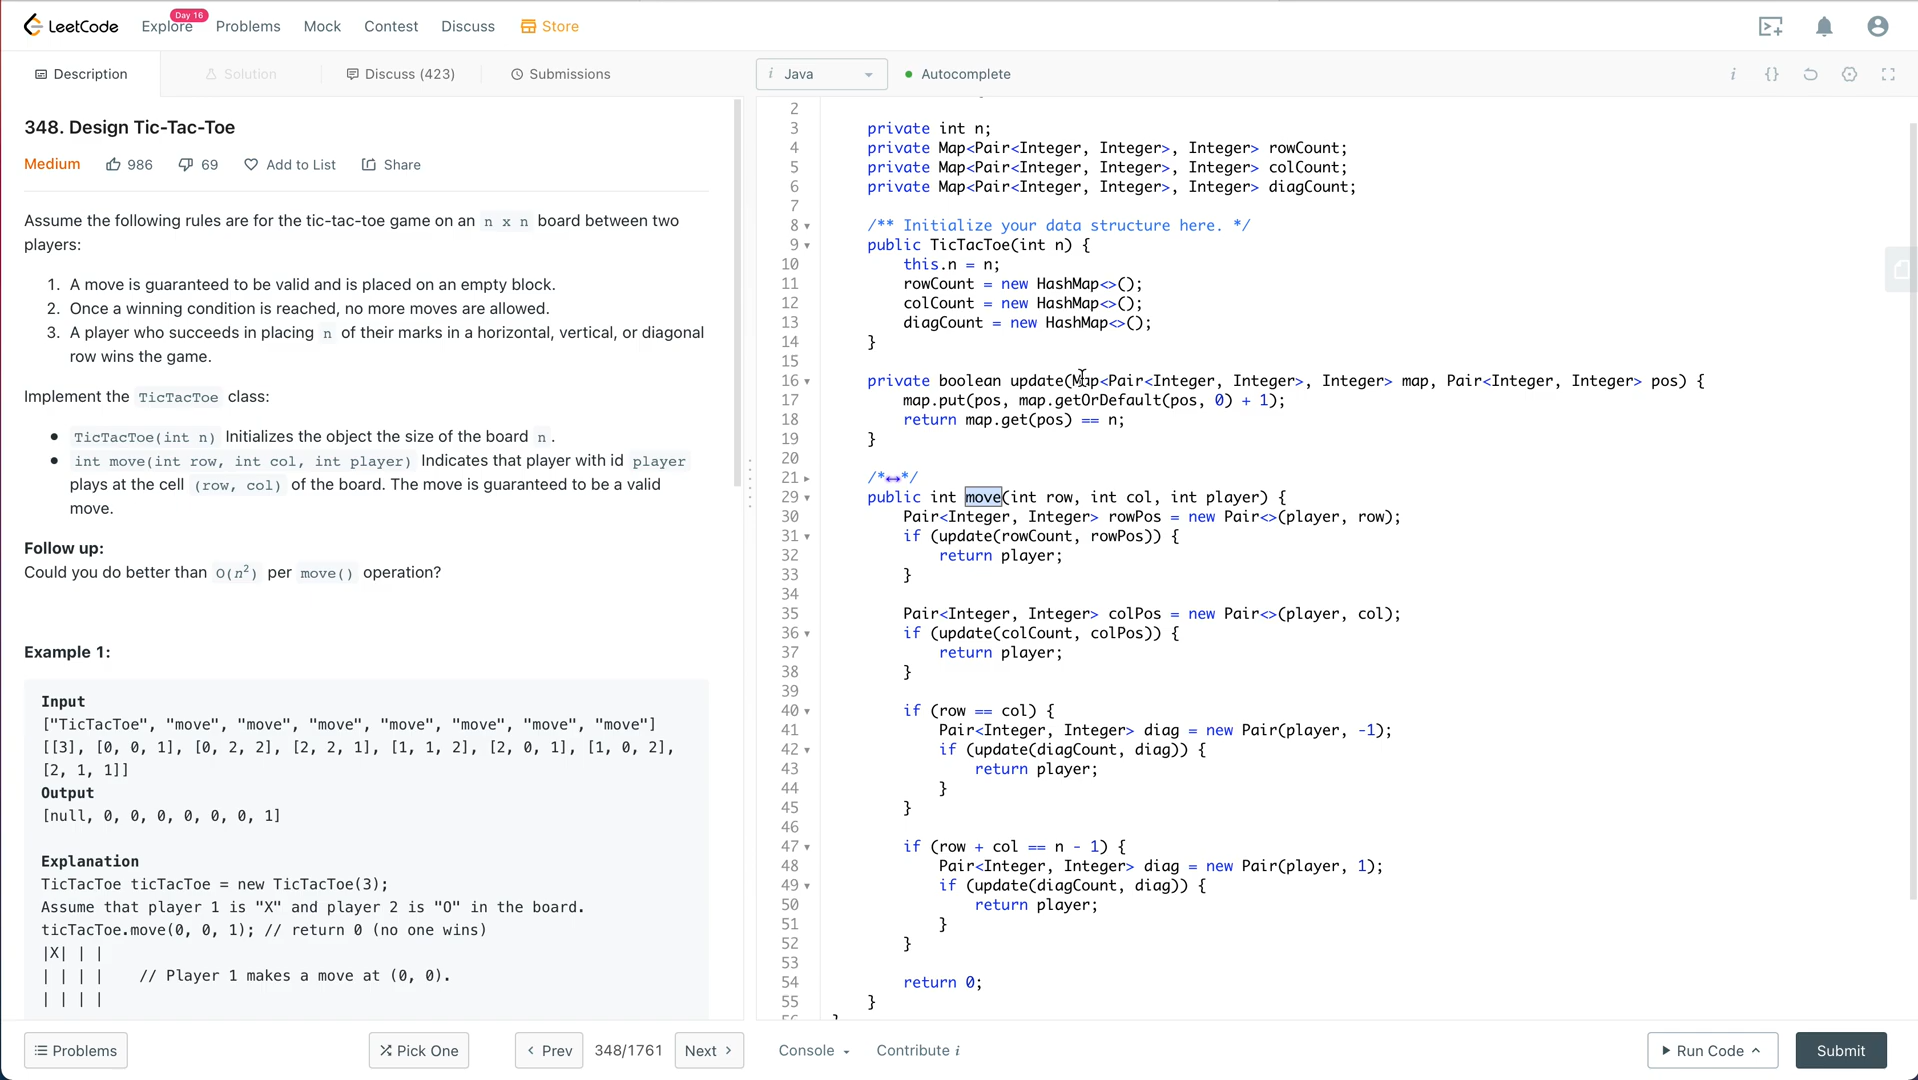 LeetCode Explore Day 16 Problems Mock Contest Discuss Store
Description Solution Discuss (423) Submissions
348. Design Tic-Tac-Toe
Medium 986 69 Add to List Share
Assume the following rules are for the tic-tac-toe game on an n x n board between two
players:
1. A move is guaranteed to be valid and is placed on an empty block.
2. Once a winning condition is reached, no more moves are allowed.
3. A player who succeeds in placing n of their marks in a horizontal, vertical, or diagonal
row wins the game.
Implement the TicTacToe class:
• TicTacToe(int n) Initializes the object the size of the board n.
• int move(int row, int col, int player) Indicates that player with id player
plays at the cell (row, col) of the board. The move is guaranteed to be a valid
move.
Follow up:
Could you do better than O(n²) per move() operation?
Example 1:
Input
["TicTacToe", "move", "move", "move", "move", "move", "move", "move"]
[[3], [0, 0, 1], [0, 2, 2], [2, 2, 1], [1, 1, 2], [2, 0, 1], [1, 0, 2],
[2, 1, 1]]
Output
[null, 0, 0, 0, 0, 0, 0, 1]
Explanation
TicTacToe ticTacToe = new TicTacToe(3);
Assume that player 1 is "X" and player 2 is "O" in the board.
ticTacToe.move(0, 0, 1); // return 0 (no one wins)
|X| | |
| | | |    // Player 1 makes a move at (0, 0).
| | | |
i Java Autocomplete i {}
2
3 private int n;
4 private Map<Pair<Integer, Integer>, Integer> rowCount;
5 private Map<Pair<Integer, Integer>, Integer> colCount;
6 private Map<Pair<Integer, Integer>, Integer> diagCount;
7
8 /** Initialize your data structure here. */
9 public TicTacToe(int n) {
10 this.n = n;
11 rowCount = new HashMap<>();
12 colCount = new HashMap<>();
13 diagCount = new HashMap<>();
14 }
15
16 private boolean update(Map<Pair<Integer, Integer>, Integer> map, Pair<Integer, Integer> pos) {
17 map.put(pos, map.getOrDefault(pos, 0) + 1);
18 return map.get(pos) == n;
19 }
20
21 /*↔*/
29 public int move(int row, int col, int player) {
30 Pair<Integer, Integer> rowPos = new Pair<>(player, row);
31 if (update(rowCount, rowPos)) {
32 return player;
33 }
34
35 Pair<Integer, Integer> colPos = new Pair<>(player, col);
36 if (update(colCount, colPos)) {
37 return player;
38 }
39
40 if (row == col) {
41 Pair<Integer, Integer> diag = new Pair(player, -1);
42 if (update(diagCount, diag)) {
43 return player;
44 }
45 }
46
47 if (row + col == n - 1) {
48 Pair<Integer, Integer> diag = new Pair(player, 1);
49 if (update(diagCount, diag)) {
50 return player;
51 }
52 }
53
54 return 0;
55 }
Problems Pick One < Prev 348/1761 Next > Console Contribute i Run Code Submit